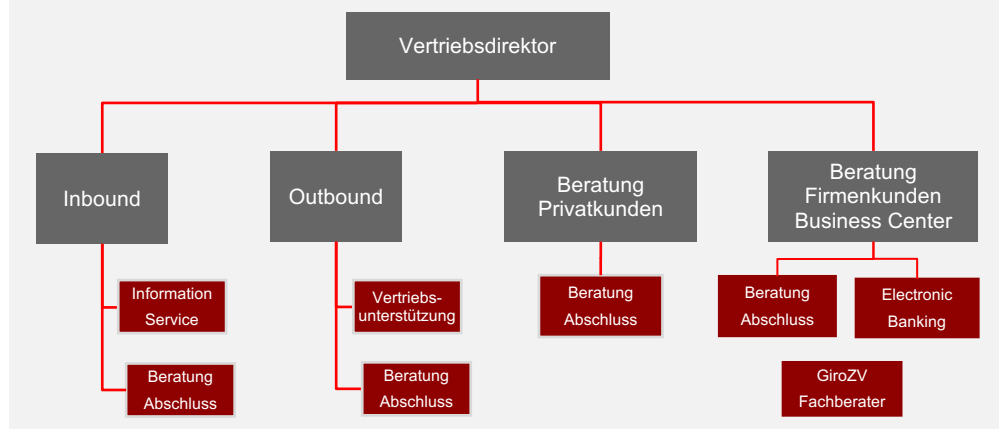 Vertriebsdirektor
Inbound
Outbound
Beratung
Privatkunden
Beratung
Firmenkunden
Business Center
Information
Service
Vertriebs-
unterstützung
Beratung
Abschluss
Beratung
Abschluss
Electronic
Banking
Beratung
Abschluss
Beratung
Abschluss
GiroZV
Fachberater